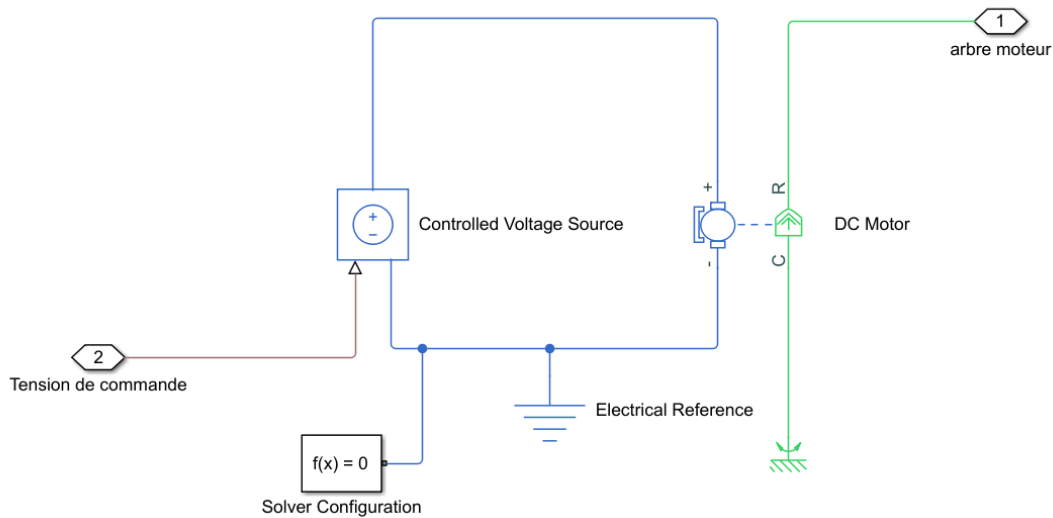 1
arbre moteur
+
R
+
−
Controlled Voltage Source
DC Motor
-
C
2
Tension de commande
Electrical Reference
f(x) = 0
Solver Configuration